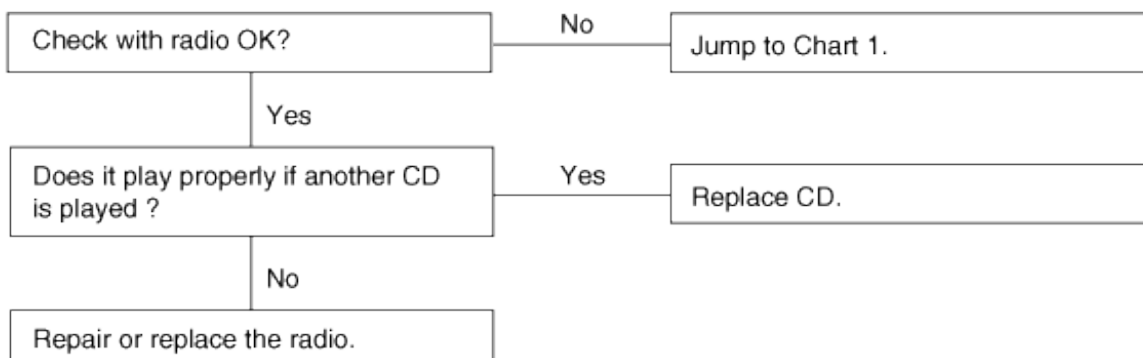 Check with radio OK?
No
Jump to Chart 1.
Yes
Does it play properly if another CD
is played ?
Yes
Replace CD.
No
Repair or replace the radio.